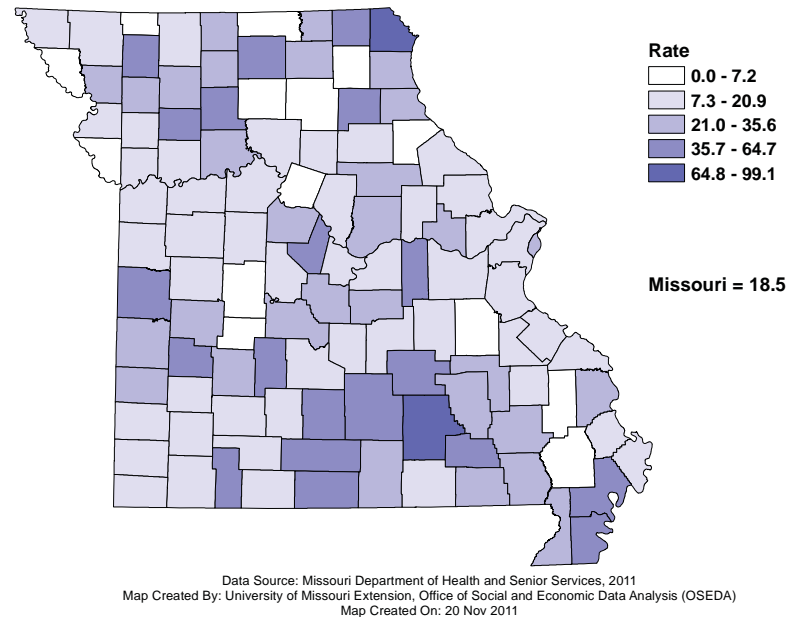 Rate
0.0 - 7.2
7.3 - 20.9
21.0 - 35.6
35.7 - 64.7
64.8 - 99.1
Missouri = 18.5
Data Source: Missouri Department of Health and Senior Services, 2011
Map Created By: University of Missouri Extension, Office of Social and Economic Data Analysis (OSEDA)
Map Created On: 20 Nov 2011